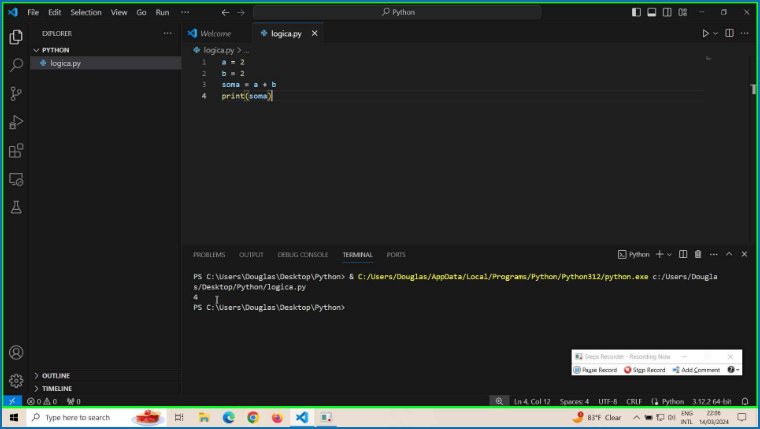 File Edit Selection View Go Run ··· Python
EXPLORER ··· Welcome logica.py
PYTHON logica.py > ...
logica.py
1 a = 2
2 b = 2
3 soma = a + b
4 print(soma)
PROBLEMS OUTPUT DEBUG CONSOLE TERMINAL PORTS Python
PS C:\Users\Douglas\Desktop\Python> & C:/Users/Douglas/AppData/Local/Programs/Python/Python312/python.exe c:/Users/Dougla
s/Desktop/Python/logica.py
4
PS C:\Users\Douglas\Desktop\Python>
Steps Recorder - Recording Now
Pause Record Stop Record Add Comment
OUTLINE
TIMELINE
0 0 0 Ln 4, Col 12 Spaces: 4 UTF-8 CRLF Python 3.12.2 64-bit
Type here to search 83°F Clear ENG 22:06
INTL 14/03/2024